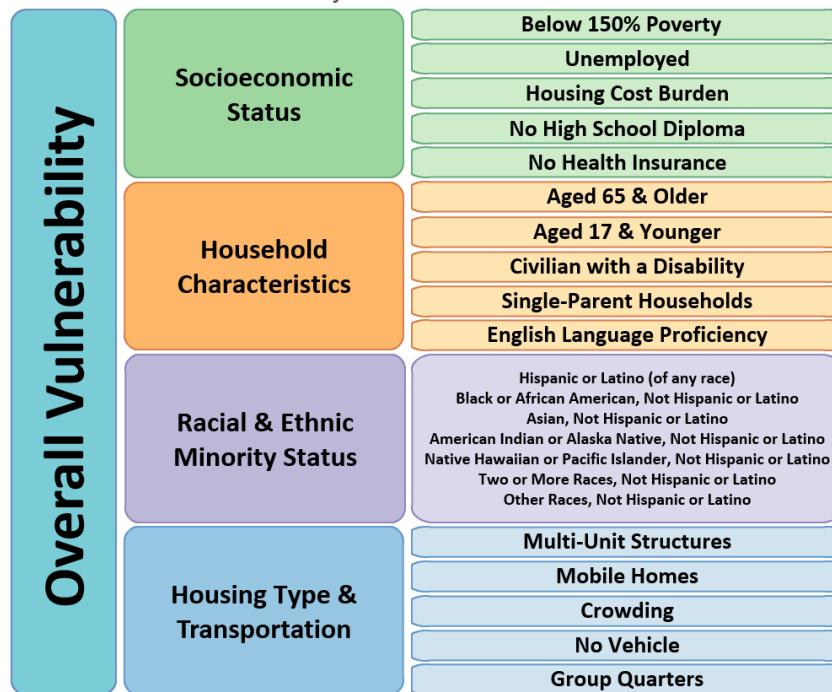 Overall Vulnerability
Socioeconomic
Status
Below 150% Poverty
Unemployed
Housing Cost Burden
No High School Diploma
No Health Insurance
Household
Characteristics
Aged 65 & Older
Aged 17 & Younger
Civilian with a Disability
Single-Parent Households
English Language Proficiency
Racial & Ethnic
Minority Status
Hispanic or Latino (of any race)
Black or African American, Not Hispanic or Latino
Asian, Not Hispanic or Latino
American Indian or Alaska Native, Not Hispanic or Latino
Native Hawaiian or Pacific Islander, Not Hispanic or Latino
Two or More Races, Not Hispanic or Latino
Other Races, Not Hispanic or Latino
Housing Type &
Transportation
Multi-Unit Structures
Mobile Homes
Crowding
No Vehicle
Group Quarters